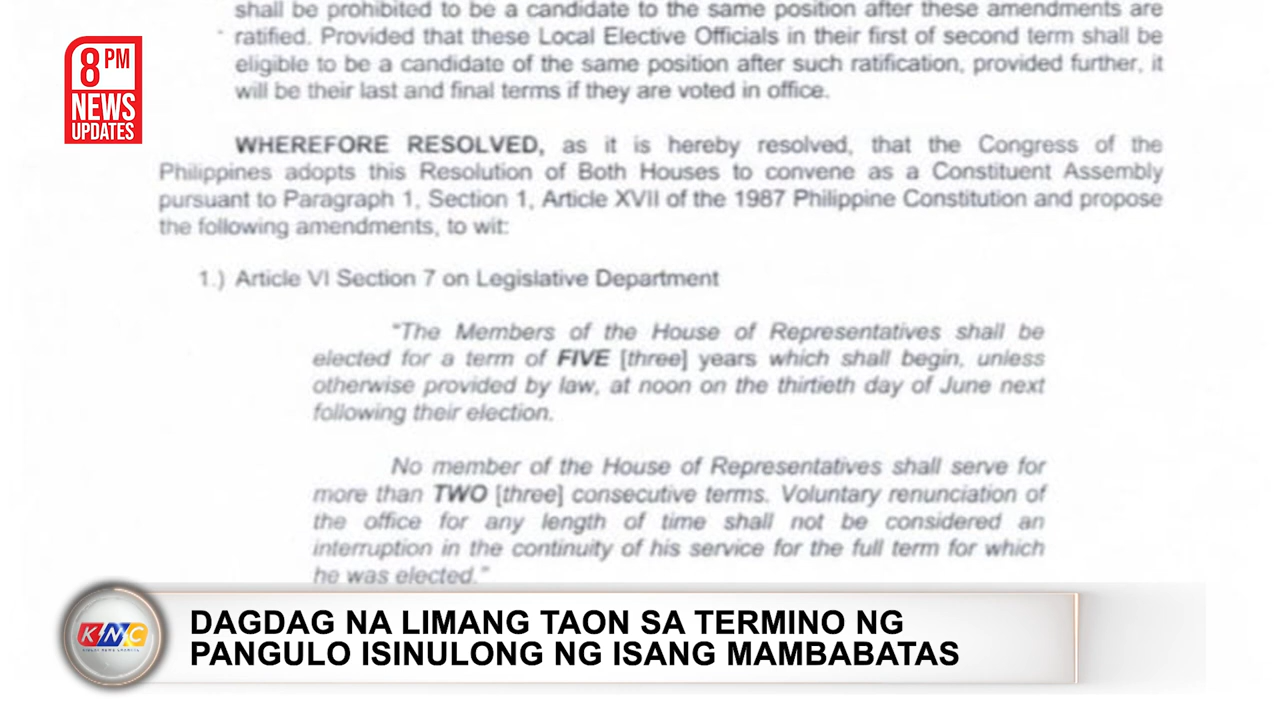 shall be prohibited to be a candidate to the same position after these amendments are
ratified. Provided that these Local Elective Officials in their first of second term shall be
eligible to be a candidate of the same position after such ratification, provided further, it
will be their last and final terms if they are voted in office.
8 PM
NEWS
UPDATES
WHEREFORE RESOLVED, as it is hereby resolved, that the Congress of the
Philippines adopts this Resolution of Both Houses to convene as a Constituent Assembly
pursuant to Paragraph 1, Section 1, Article XVII of the 1987 Philippine Constitution and propose
the following amendments, to wit:
1.) Article VI Section 7 on Legislative Department
"The Members of the House of Representatives shall be
elected for a term of FIVE [three] years which shall begin, unless
otherwise provided by law, at noon on the thirtieth day of June next
following their election.
No member of the House of Representatives shall serve for
more than TWO [three] consecutive terms. Voluntary renunciation of
the office for any length of time shall not be considered an
interruption in the continuity of his service for the full term for which
he was elected."
KNC
DAGDAG NA LIMANG TAON SA TERMINO NG
PANGULO ISINULONG NG ISANG MAMBABATAS